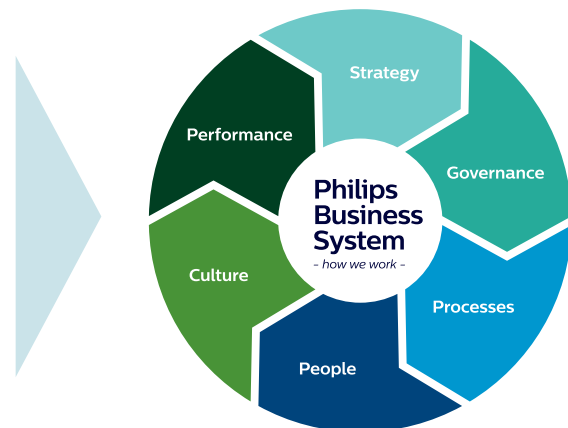 Strategy
Performance
Governance
Philips
Business
System
- how we work -
Culture
Processes
People